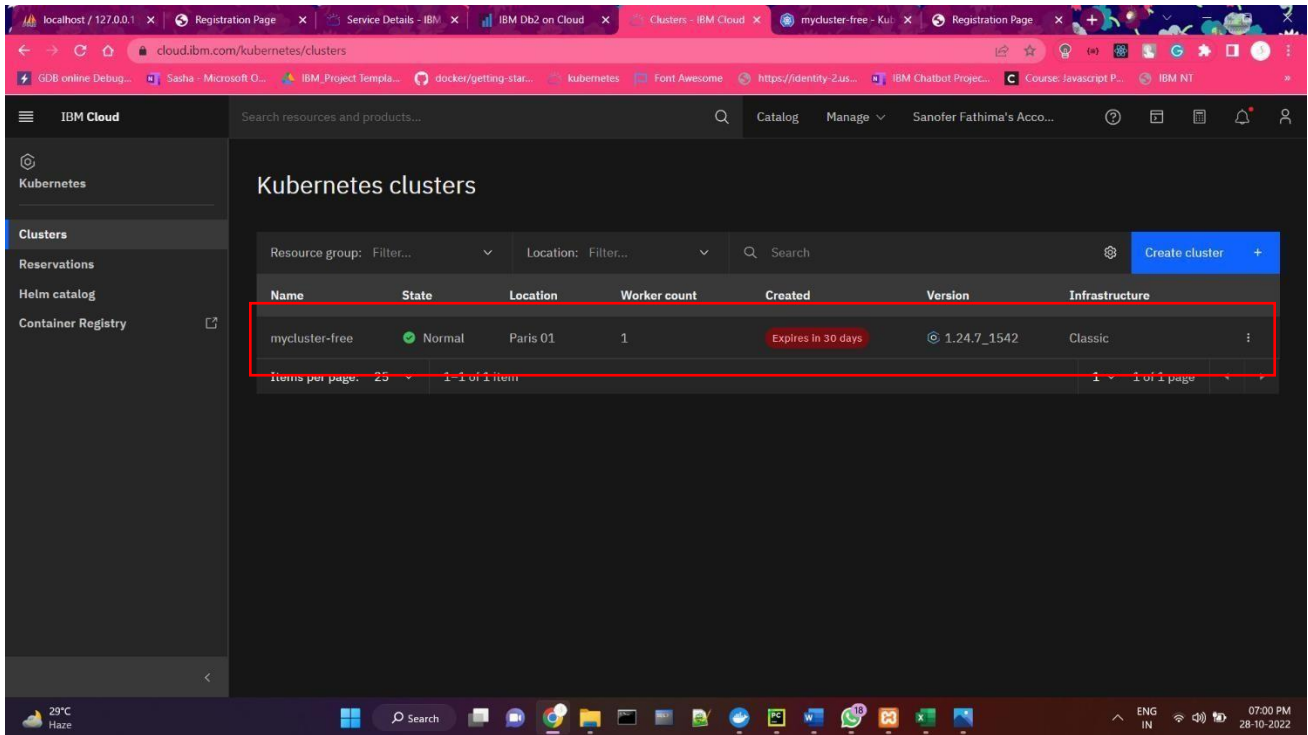 localhost / 127.0.0.1
Registration Page
Service Details - IBM
IBM Db2 on Cloud
Clusters - IBM Cloud
mycluster-free - Kub
Registration Page
cloud.ibm.com/kubernetes/clusters
GDB online Debug...
Sasha - Microsoft O...
IBM_Project Templa...
docker/getting-star...
kubernetes
Font Awesome
https://identity-2.us...
IBM Chatbot Projec...
Course: Javascript P...
IBM NT
»
IBM Cloud
Search resources and products...
Catalog
Manage
Sanofer Fathima's Acco...
Kubernetes
Clusters
Reservations
Helm catalog
Container Registry
Kubernetes clusters
Resource group: Filter...
Location: Filter...
Search
Create cluster +
Name State Location Worker count Created Version Infrastructure
mycluster-free Normal Paris 01 1 Expires in 30 days 1.24.7_1542 Classic
Items per page: 25 1–1 of 1 item 1 1 of 1 page
29°C
Haze
Search
18
ENG
IN
07:00 PM
28-10-2022